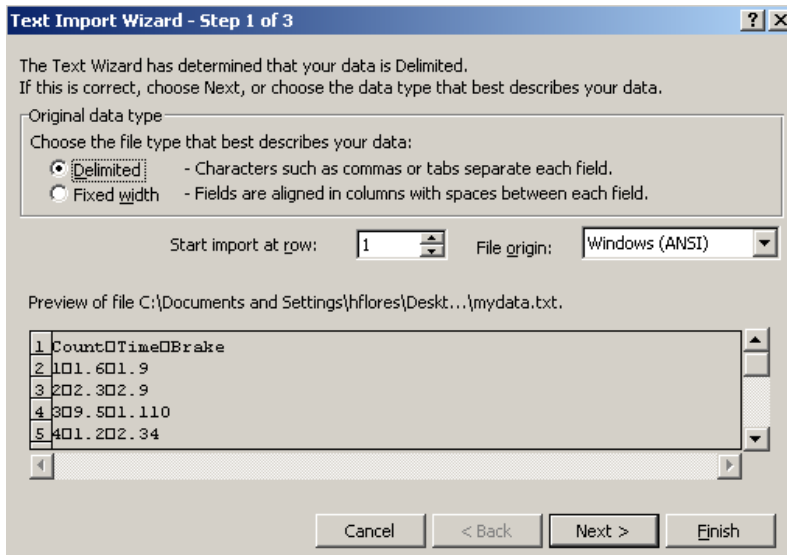 Text Import Wizard - Step 1 of 3
The Text Wizard has determined that your data is Delimited.
If this is correct, choose Next, or choose the data type that best describes your data.
Original data type
Choose the file type that best describes your data:
Delimited - Characters such as commas or tabs separate each field.
Fixed width - Fields are aligned in columns with spaces between each field.
Start import at row: 1 File origin: Windows (ANSI)
Preview of file C:\Documents and Settings\hflores\Deskt...\mydata.txt.
1 Count□Time□Brake
2 1□1.6□1.9
3 2□2.3□2.9
4 3□9.5□1.110
5 4□1.2□2.34
Cancel < Back Next > Finish